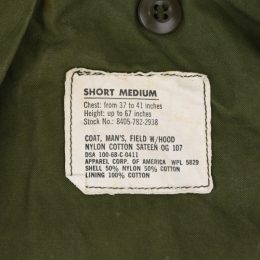 SHORT MEDIUM
Chest: from 37 to 41 inches
Height: up to 67 inches
Stock No.: 8405-782-2938
COAT, MAN'S, FIELD W/HOOD
NYLON COTTON SATEEN OG 107
DSA 100-68-C-0411
APPAREL CORP. OF AMERICA WPL 5829
SHELL 50% NYLON 50% COTTON
LINING 100% COTTON